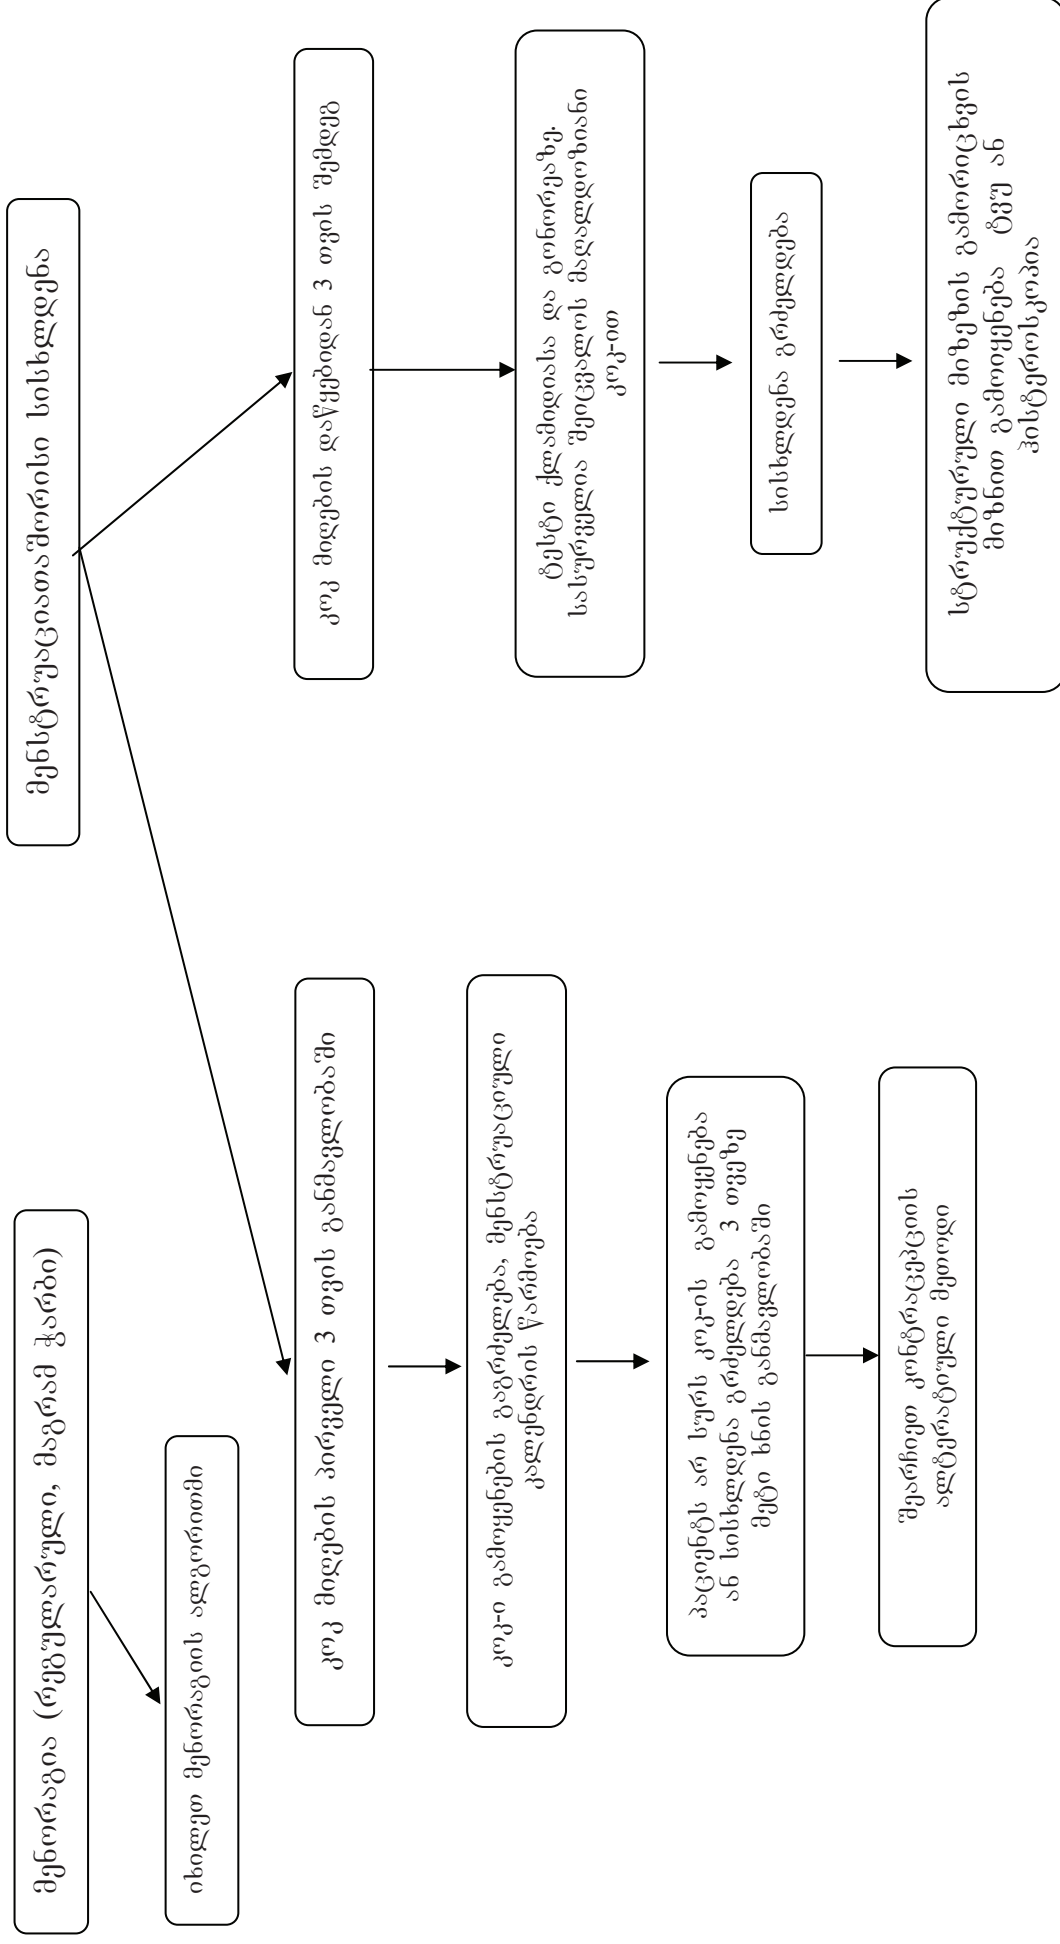 მენორაგია (რეგულარული, მაგრამ ჭარბი)
იხილეთ მენორაგიის ალგორითმი
მენსტრუაციათაშორისი სისხლდენა
კოკ მიღების პირველი 3 თვის განმავლობაში
კოკ-ი გამოყენების გაგრძელება, მენსტრუაციული
კალენდრის წარმოება
პაციენტს არ სურს კოკ-ის გამოყენება
ან სისხლდენა გრძელდება 3 თვეზე
მეტი ხნის განმავლობაში
შეარჩიეთ კონტრაცეპციის
ალტერატიული მეთოდი
კოკ მიღების დაწყებიდან 3 თვის შემდეგ
ტესტი ქლამიდიასა და გონორეაზე.
სასურველია შეიცვალოს მაღალდოზიანი
კოკ-ით
სისხლდენა გრძელდება
სტრუქტურული მიზეზის გამორიცხვის
მიზნით გამოიყენება ტვუ ან
ჰისტეროსკოპია